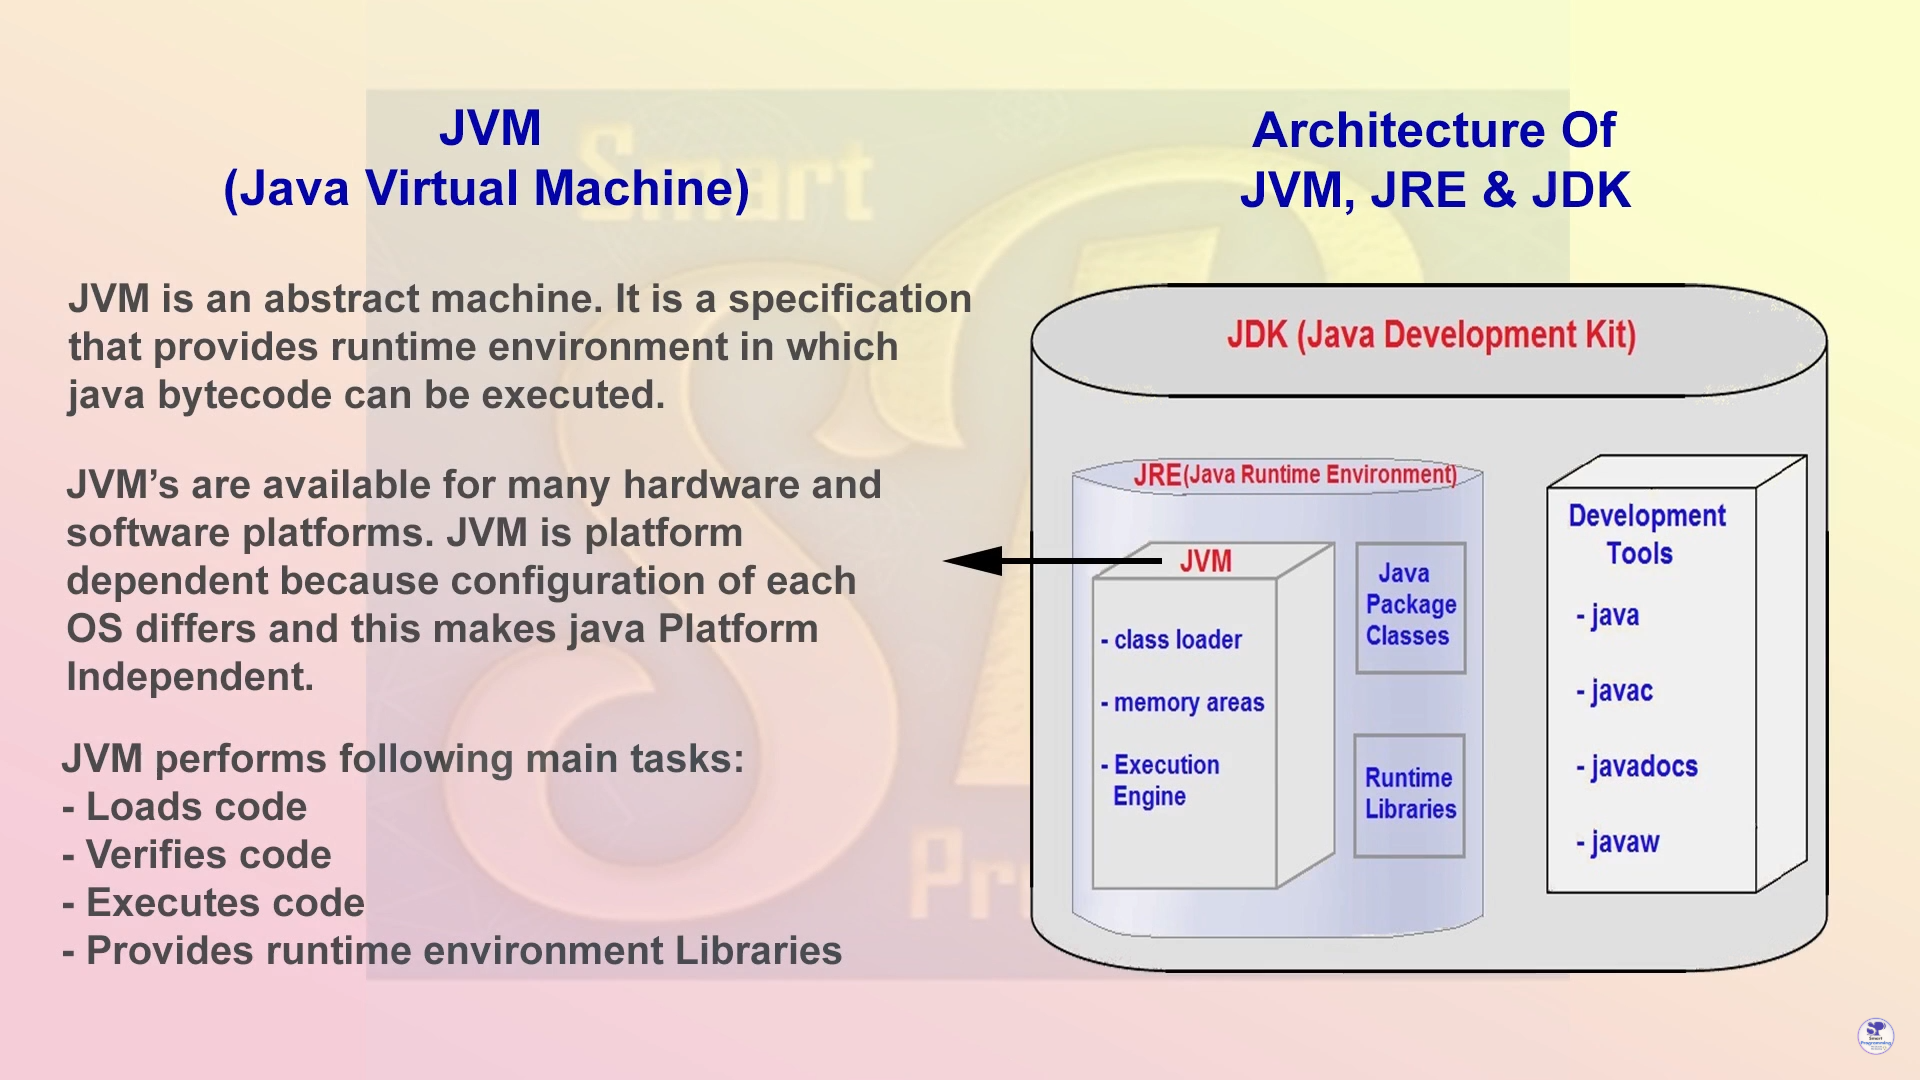 JVM
(Java Virtual Machine)
JVM is an abstract machine. It is a specification
that provides runtime environment in which
java bytecode can be executed.
JVM’s are available for many hardware and
software platforms. JVM is platform
dependent because configuration of each
OS differs and this makes java Platform
Independent.
JVM performs following main tasks:
- Loads code
- Verifies code
- Executes code
- Provides runtime environment Libraries
Architecture Of
JVM, JRE & JDK
JDK (Java Development Kit)
JRE(Java Runtime Environment)
JVM
- class loader
- memory areas
- Execution
Engine
Java
Package
Classes
Runtime
Libraries
Development
Tools
- java
- javac
- javadocs
- javaw
Smart
SP
Smart
Programming